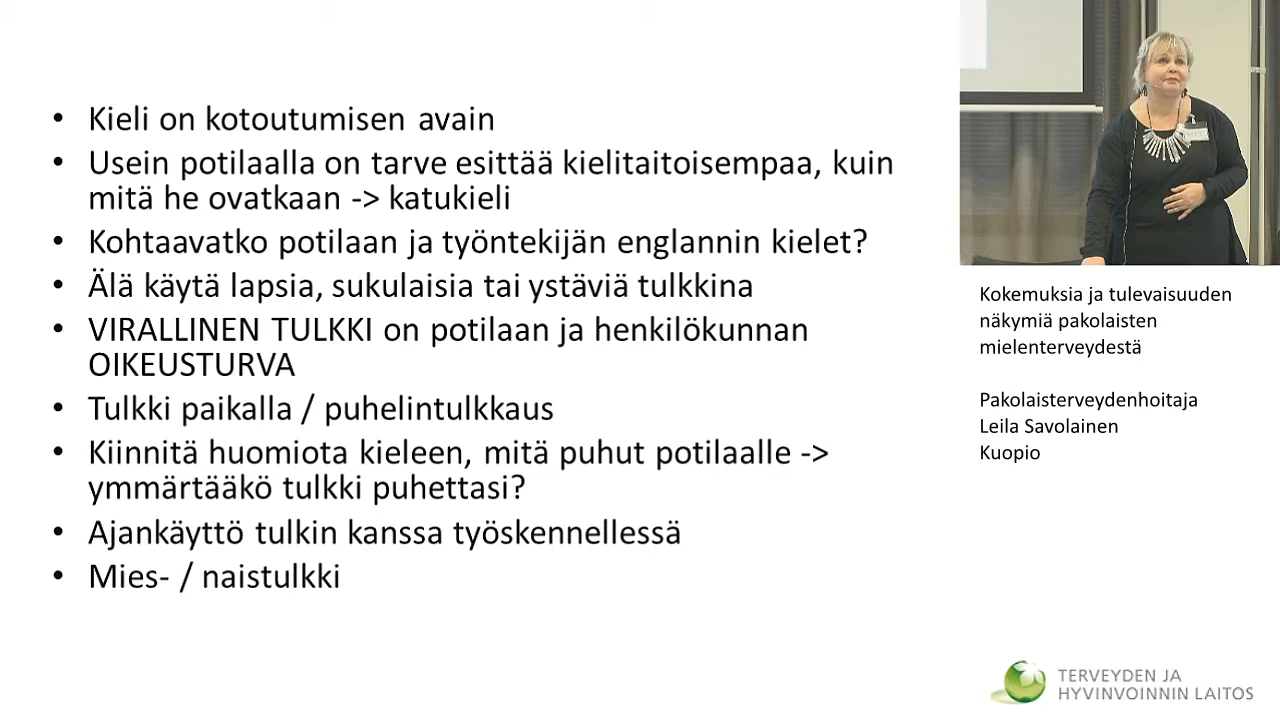 • Kieli on kotoutumisen avain
• Usein potilaalla on tarve esittää kielitaitoisempaa, kuin
mitä he ovatkaan -> katukieli
• Kohtaavatko potilaan ja työntekijän englannin kielet?
• Älä käytä lapsia, sukulaisia tai ystäviä tulkkina
• VIRALLINEN TULKKI on potilaan ja henkilökunnan
OIKEUSTURVA
• Tulkki paikalla / puhelintulkkaus
• Kiinnitä huomiota kieleen, mitä puhut potilaalle ->
ymmärtääkö tulkki puhettasi?
• Ajankäyttö tulkin kanssa työskennellessä
• Mies- / naistulkki
Kokemuksia ja tulevaisuuden
näkymiä pakolaisten
mielenterveydestä
Pakolaisterveydenhoitaja
Leila Savolainen
Kuopio
TERVEYDEN JA
HYVINVOINNIN LAITOS